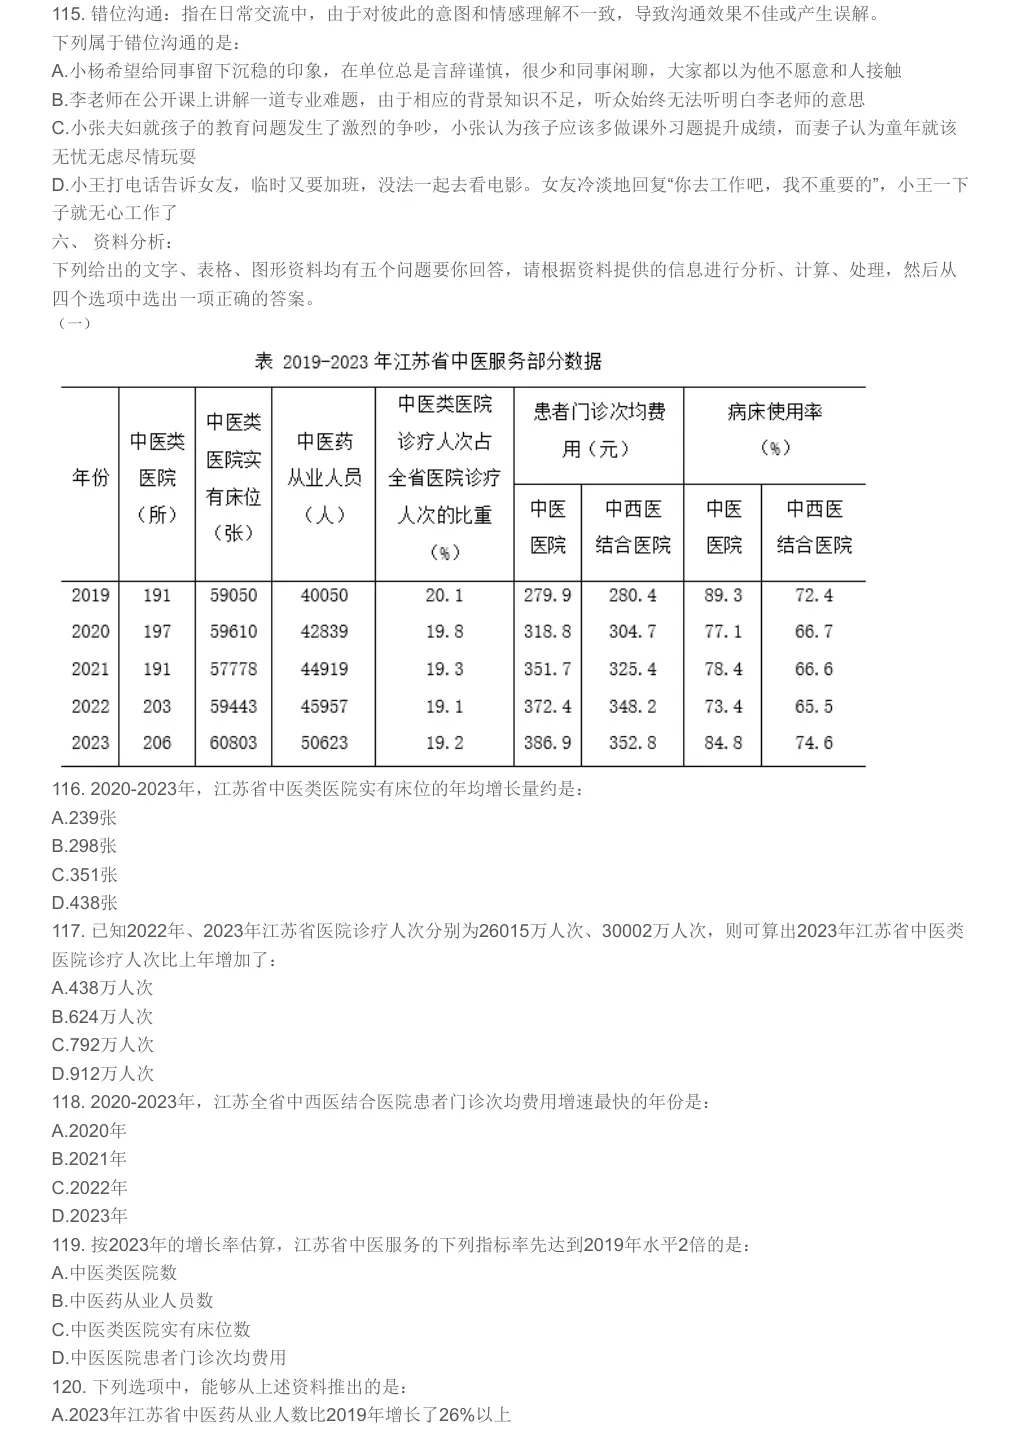 115. 错位沟通：指在日常交流中，由于对彼此的意图和情感理解不一致，导致沟通效果不佳或产生误解。
下列属于错位沟通的是：
A.小杨希望给同事留下沉稳的印象，在单位总是言辞谨慎，很少和同事闲聊，大家都以为他不愿意和人接触
B.李老师在公开课上讲解一道专业难题，由于相应的背景知识不足，听众始终无法听明白李老师的意思
C.小张夫妇就孩子的教育问题发生了激烈的争吵，小张认为孩子应该多做课外习题提升成绩，而妻子认为童年就该
无忧无虑尽情玩耍
D.小王打电话告诉女友，临时又要加班，没法一起去看电影。女友冷淡地回复“你去工作吧，我不重要的”，小王一下
子就无心工作了
六、 资料分析：
下列给出的文字、表格、图形资料均有五个问题要你回答，请根据资料提供的信息进行分析、计算、处理，然后从
四个选项中选出一项正确的答案。
（一）
表 2019-2023 年江苏省中医服务部分数据
年份 中医类医院（所） 中医类医院实有床位（张） 中医药从业人员（人） 中医类医院诊疗人次占全省医院诊疗人次的比重（%） 患者门诊次均费用（元） 病床使用率（%）
中医医院 中西医结合医院 中医医院 中西医结合医院
2019 191 59050 40050 20.1 279.9 280.4 89.3 72.4
2020 197 59610 42839 19.8 318.8 304.7 77.1 66.7
2021 191 57778 44919 19.3 351.7 325.4 78.4 66.6
2022 203 59443 45957 19.1 372.4 348.2 73.4 65.5
2023 206 60803 50623 19.2 386.9 352.8 84.8 74.6
116. 2020-2023年，江苏省中医类医院实有床位的年均增长量约是：
A.239张
B.298张
C.351张
D.438张
117. 已知2022年、2023年江苏省医院诊疗人次分别为26015万人次、30002万人次，则可算出2023年江苏省中医类
医院诊疗人次比上年增加了：
A.438万人次
B.624万人次
C.792万人次
D.912万人次
118. 2020-2023年，江苏全省中西医结合医院患者门诊次均费用增速最快的年份是：
A.2020年
B.2021年
C.2022年
D.2023年
119. 按2023年的增长率估算，江苏省中医服务的下列指标率先达到2019年水平2倍的是：
A.中医类医院数
B.中医药从业人员数
C.中医类医院实有床位数
D.中医医院患者门诊次均费用
120. 下列选项中，能够从上述资料推出的是：
A.2023年江苏省中医药从业人数比2019年增长了26%以上